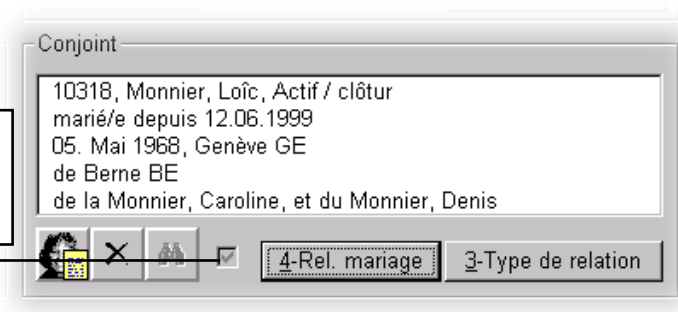 Conjoint
10318, Monnier, Loîc, Actif / clôtur
marié/e depuis 12.06.1999
05. Mai 1968, Genève GE
de Berne BE
de la Monnier, Caroline, et du Monnier, Denis
4-Rel. mariage 3-Type de relation